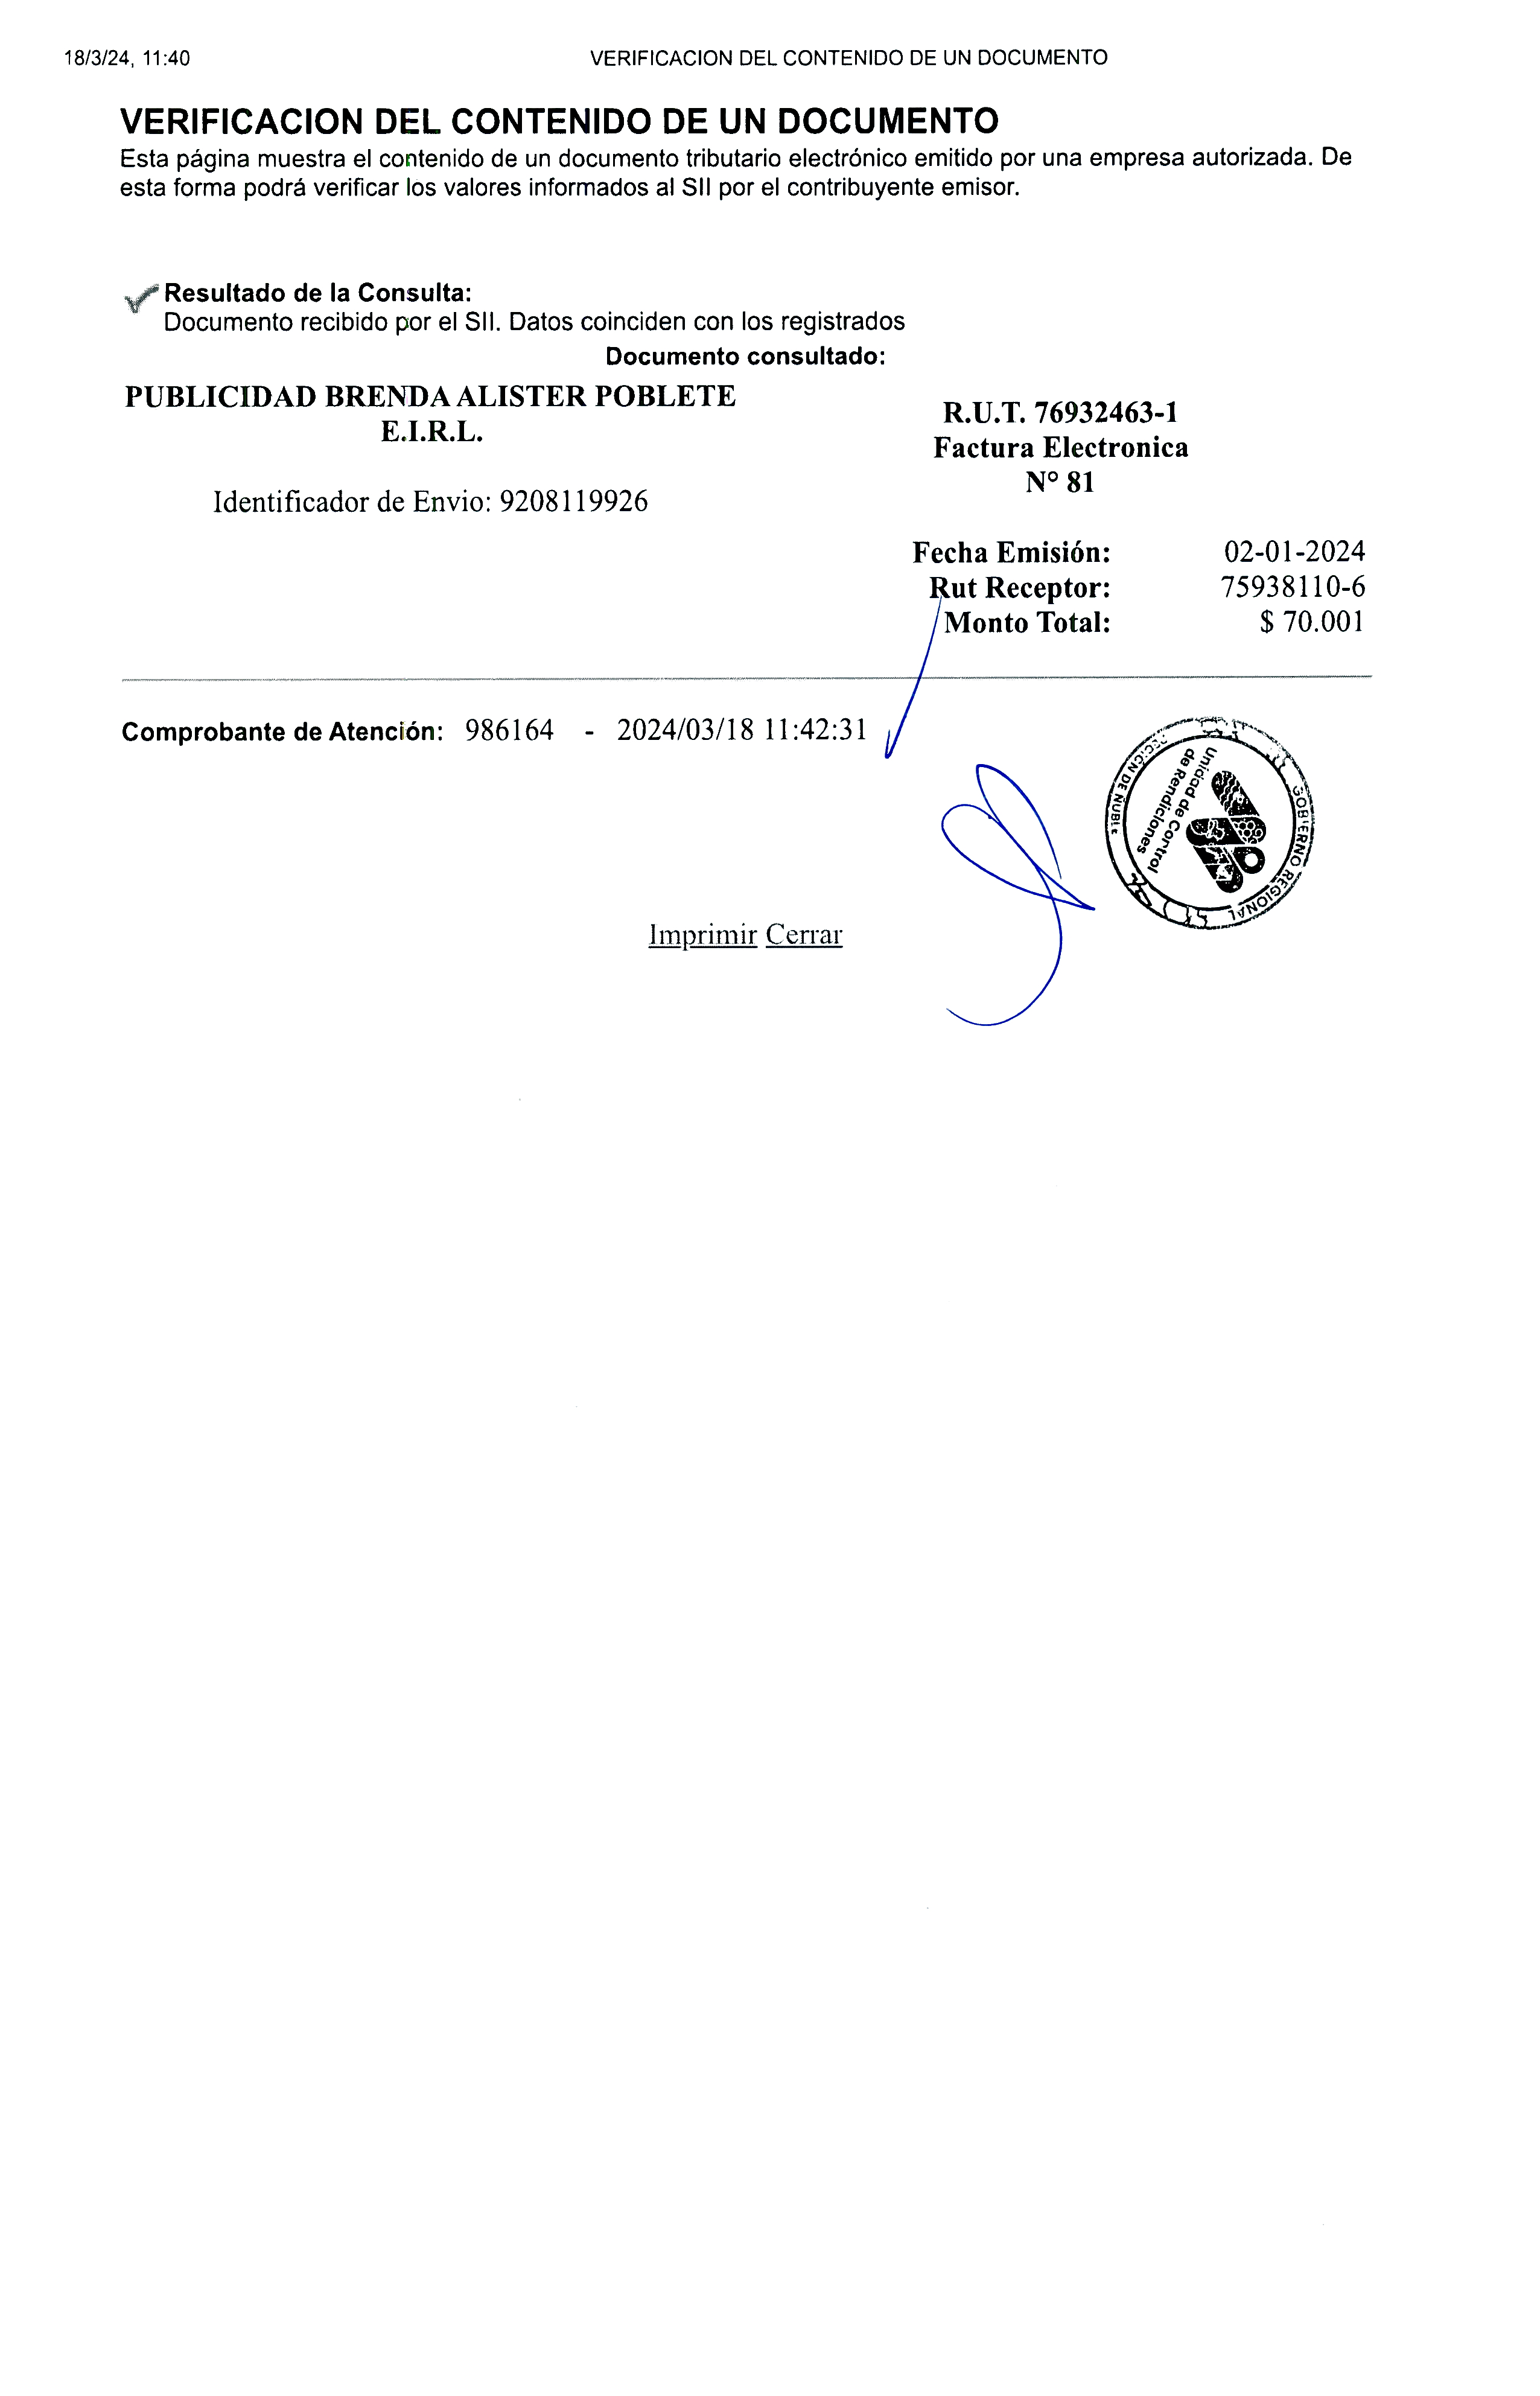 18/3/24, 11:40 VERIFICACION DEL CONTENIDO DE UN DOCUMENTO
VERIFICACION DEL CONTENIDO DE UN DOCUMENTO
Esta página muestra el contenido de un documento tributario electrónico emitido por una empresa autorizada. De
esta forma podrá verificar los valores informados al SII por el contribuyente emisor.
Resultado de la Consulta:
Documento recibido por el SII. Datos coinciden con los registrados
Documento consultado:
PUBLICIDAD BRENDA ALISTER POBLETE
E.I.R.L.
Identificador de Envio: 9208119926
R.U.T. 76932463-1
Factura Electronica
Nº 81
Fecha Emisión: 02-01-2024
Rut Receptor: 75938110-6
Monto Total: $ 70.001
Comprobante de Atención: 986164 - 2024/03/18 11:42:31
GOBIERNO REGIONAL
Unidad de Control
de Rendiciones
Imprimir Cerrar